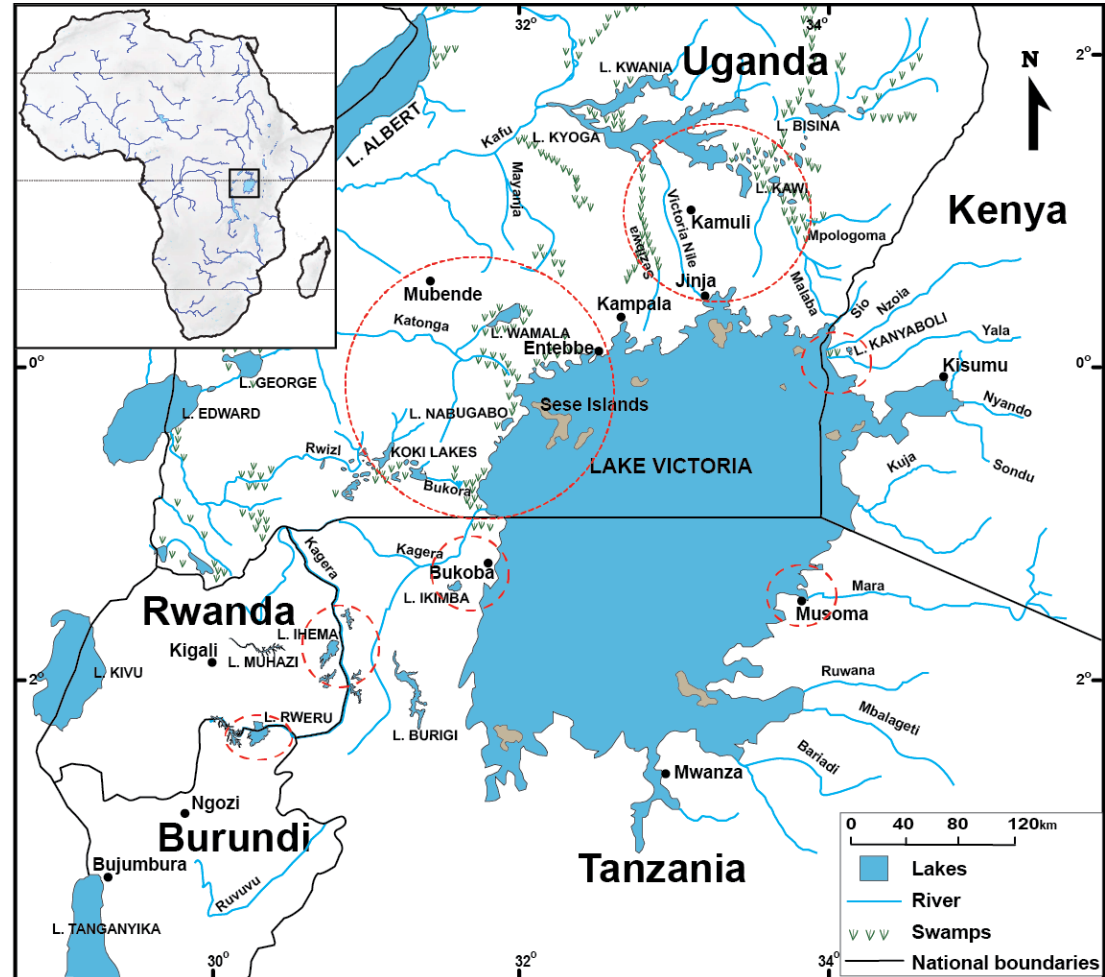 32°
34°
2°
N
Uganda
L. KWANIA
L. ALBERT
L. BISINA
L. KYOGA
Kafu
Mayanja
L. KAWI
Kenya
Victoria Nile
Kamuli
Sezibwa
Mpologoma
Jinja
Malaba
Mubende
Kampala
Sio
Nzoia
Katonga
L. WAMALA
Yala
L. KANYABOLI
Entebbe
0°
0°
Kisumu
L. GEORGE
L. EDWARD
L. NABUGABO
Sese Islands
Nyando
Rwizl
KOKI LAKES
LAKE VICTORIA
Kuja
Sondu
Bukora
Kagera
Kagera
Bukoba
L. IKIMBA
Mara
Musoma
Rwanda
L. IHEMA
Kigali
L. MUHAZI
L. KIVU
2°
2°
Ruwana
L. RWERU
Mbalageti
L. BURIGI
Bariadi
Mwanza
Ngozi
Burundi
Bujumbura
Tanzania
Ruvuvu
L. TANGANYIKA
0 40 80 120km
Lakes
River
Swamps
National boundaries
30°
32°
34°